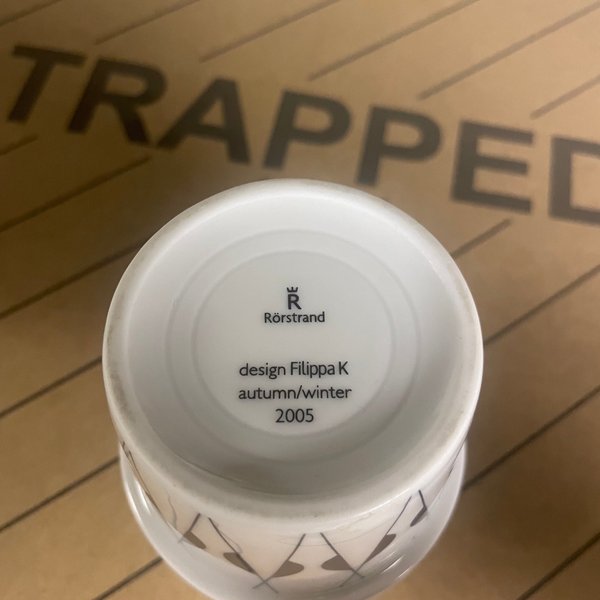 TRAPPED
R
Rörstrand
design Filippa K
autumn/winter
2005